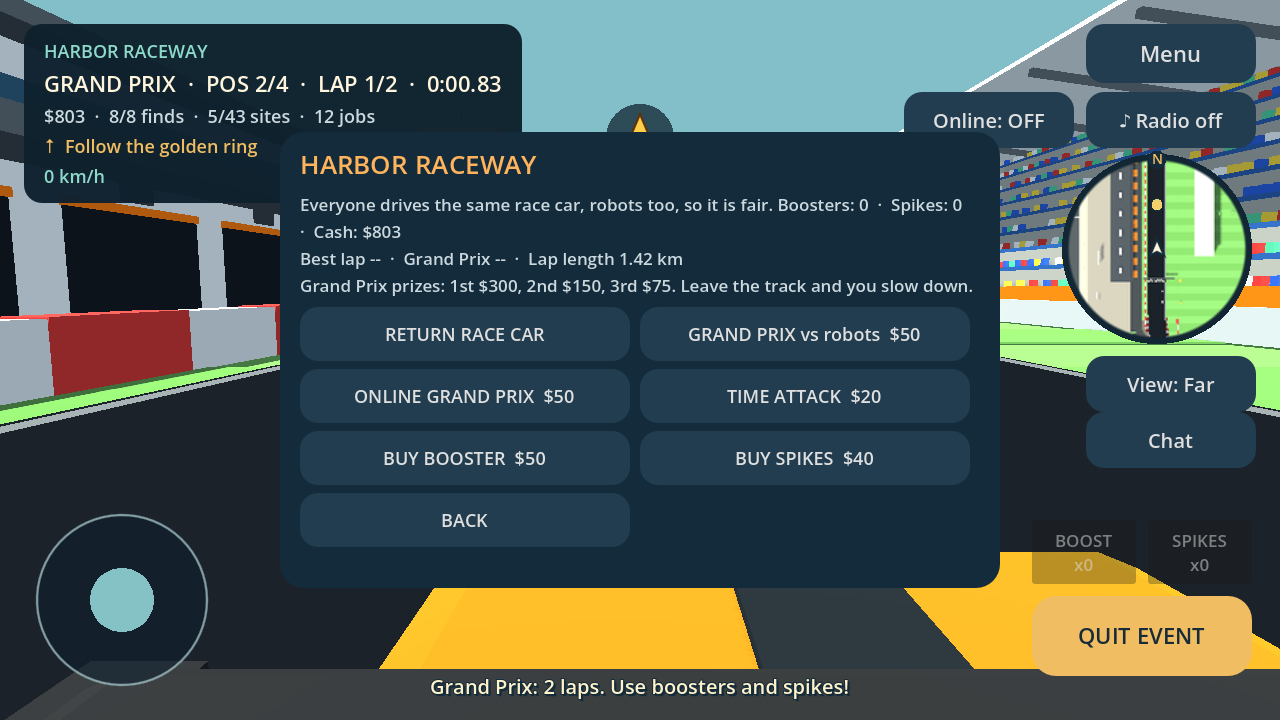 HARBOR RACEWAY
GRAND PRIX · POS 2/4 · LAP 1/2 · 0:00.83
$803 · 8/8 finds · 5/43 sites · 12 jobs
↑ Follow the golden ring
0 km/h
Menu
Online: OFF
♪ Radio off
N
HARBOR RACEWAY
Everyone drives the same race car, robots too, so it is fair. Boosters: 0 · Spikes: 0
· Cash: $803
Best lap -- · Grand Prix -- · Lap length 1.42 km
Grand Prix prizes: 1st $300, 2nd $150, 3rd $75. Leave the track and you slow down.
RETURN RACE CAR
GRAND PRIX vs robots $50
ONLINE GRAND PRIX $50
TIME ATTACK $20
BUY BOOSTER $50
BUY SPIKES $40
BACK
View: Far
Chat
BOOST
x0
SPIKES
x0
QUIT EVENT
Grand Prix: 2 laps. Use boosters and spikes!